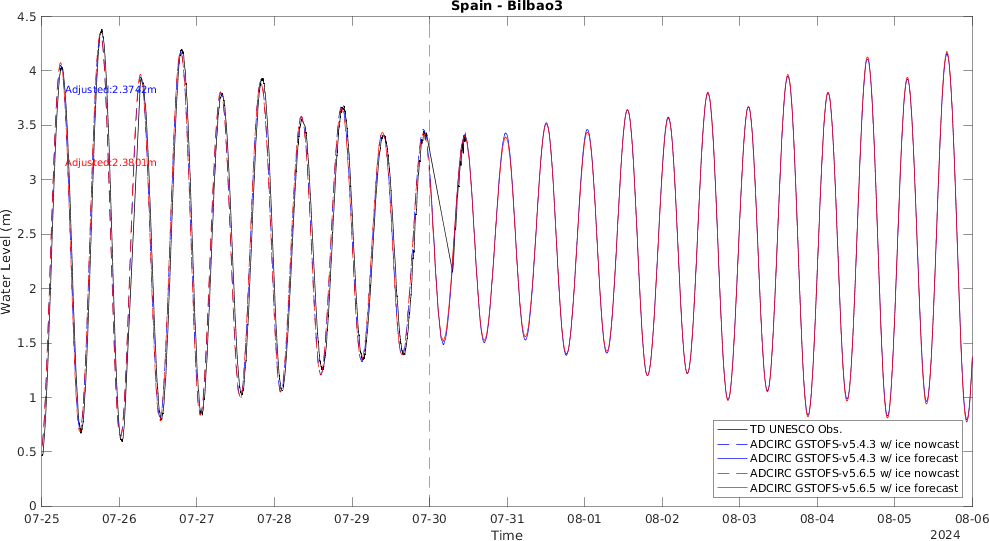 Spain - Bilbao3
4.5
4
3.5
3
2.5
2
1.5
1
0.5
0
Water Level (m)
Adjusted:2.3742m
Adjusted:2.3801m
TD UNESCO Obs.
ADCIRC GSTOFS-v5.4.3 w/ ice nowcast
ADCIRC GSTOFS-v5.4.3 w/ ice forecast
ADCIRC GSTOFS-v5.6.5 w/ ice nowcast
ADCIRC GSTOFS-v5.6.5 w/ ice forecast
07-25 07-26 07-27 07-28 07-29 07-30 07-31 08-01 08-02 08-03 08-04 08-05 08-06
Time
2024